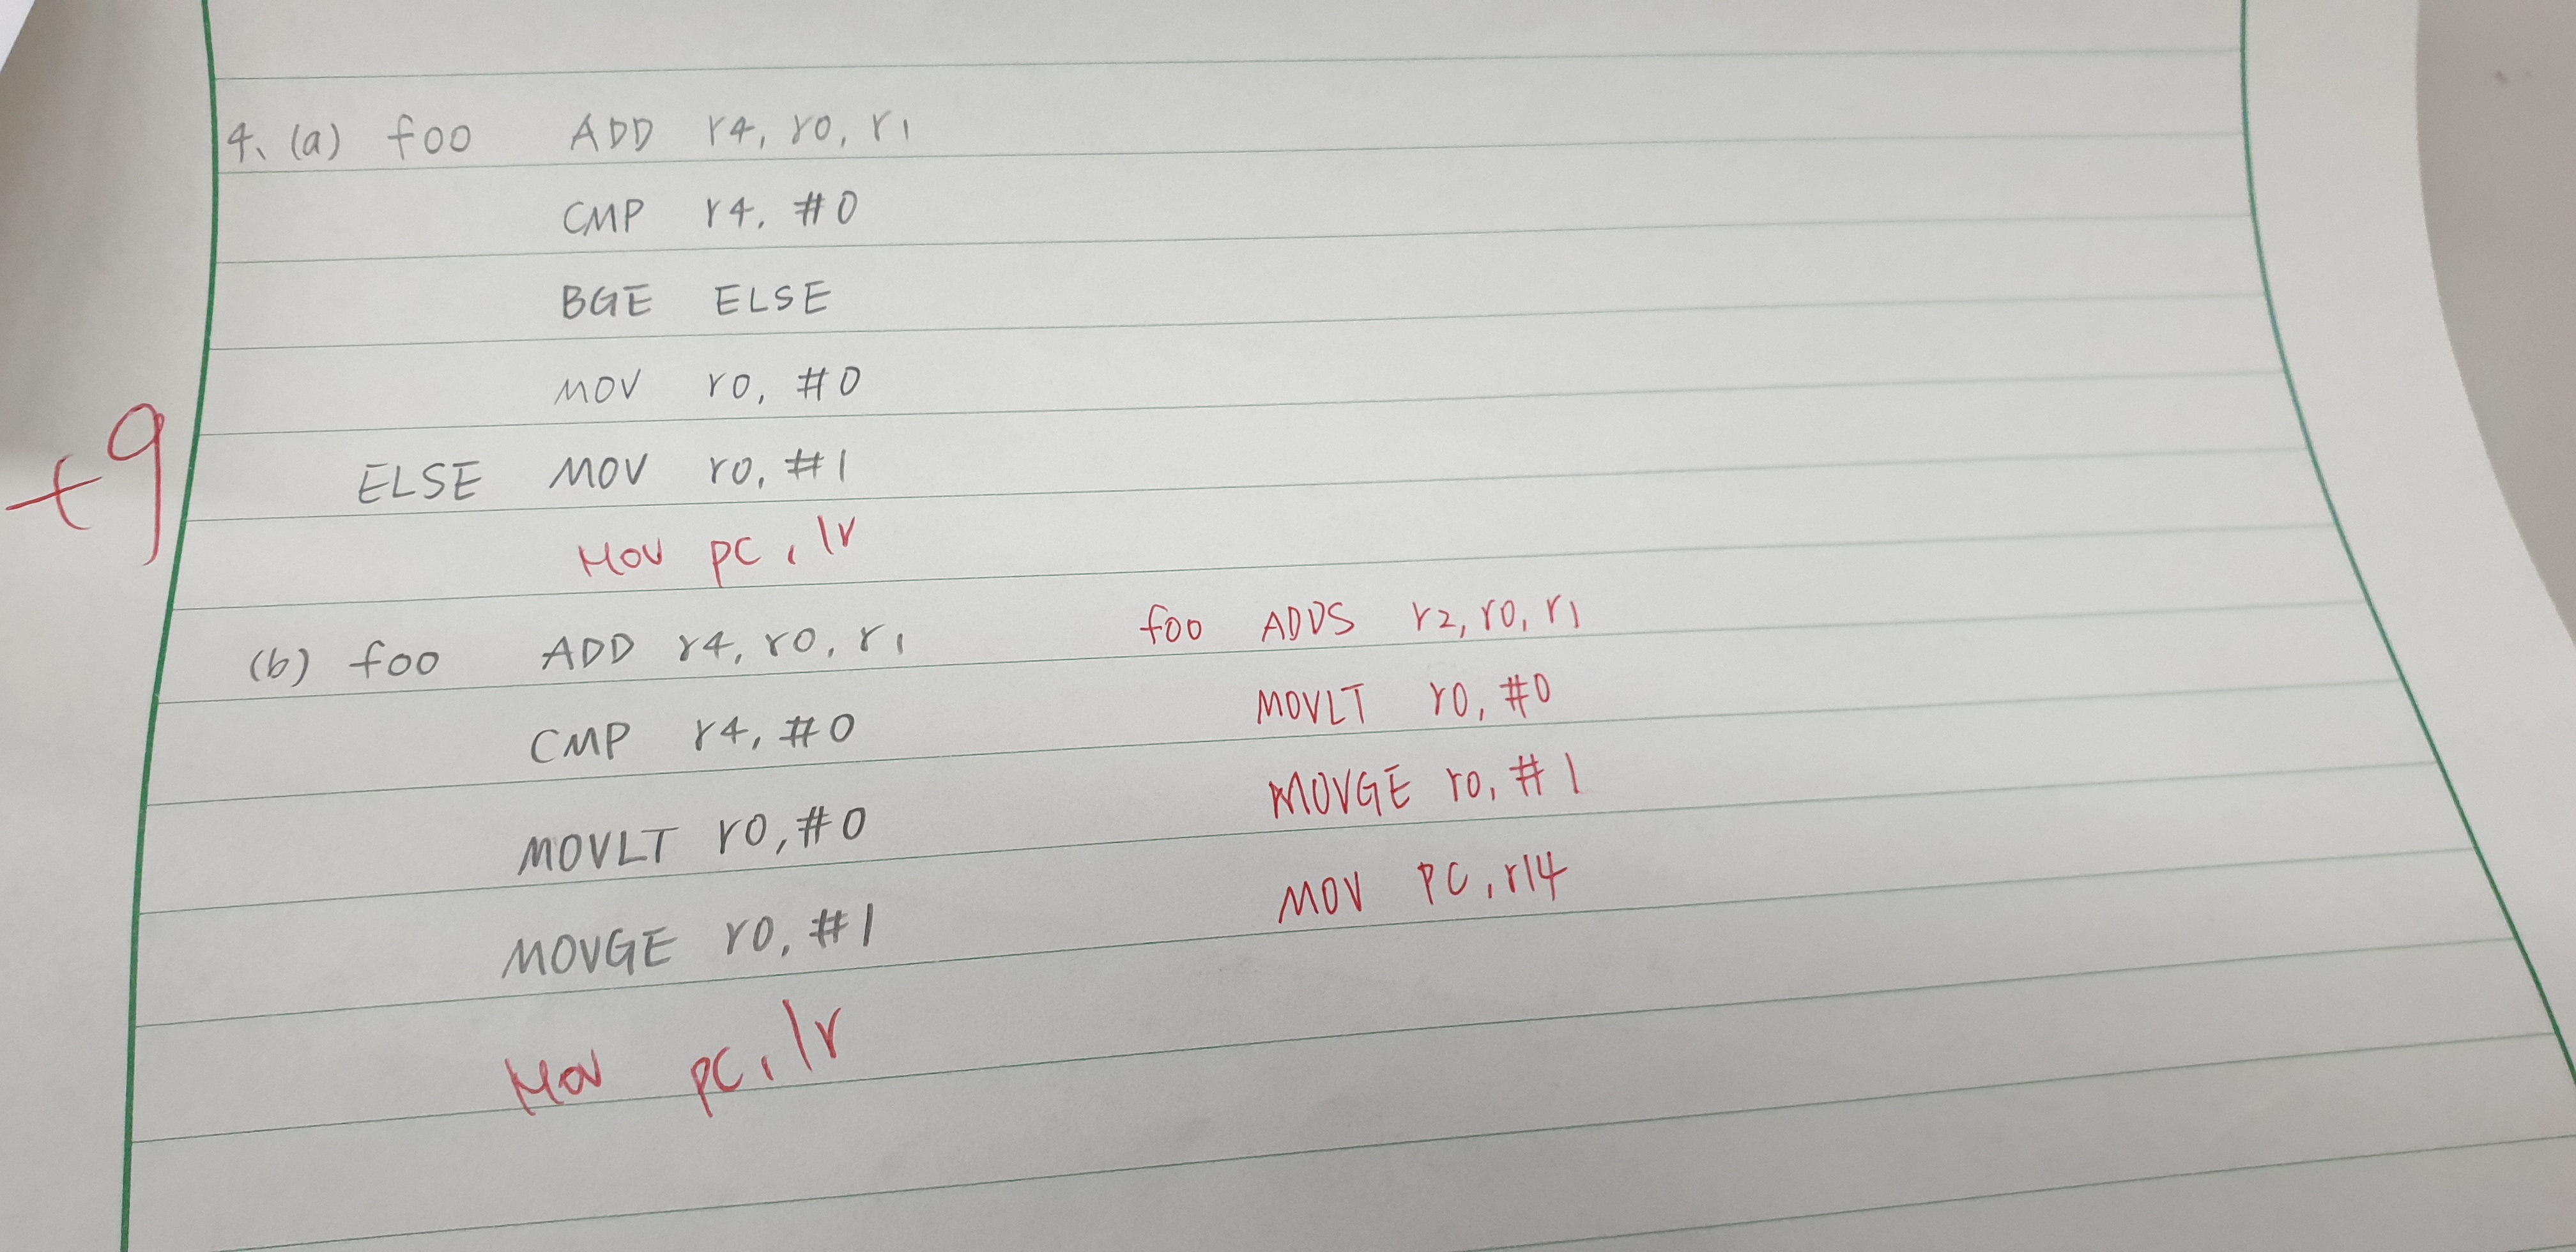 4、(a) foo ADD r4, r0, r1
CMP r4, #0
BGE ELSE
MOV r0, #0
+9
ELSE MOV r0, #1
Mov pc, lr
(b) foo ADD r4, r0, r1
CMP r4, #0
MOVLT r0, #0
MOVGE r0, #1
Mov pc, lr
foo ADDS r2, r0, r1
MOVLT r0, #0
MOVGE r0, #1
MOV PC, r14